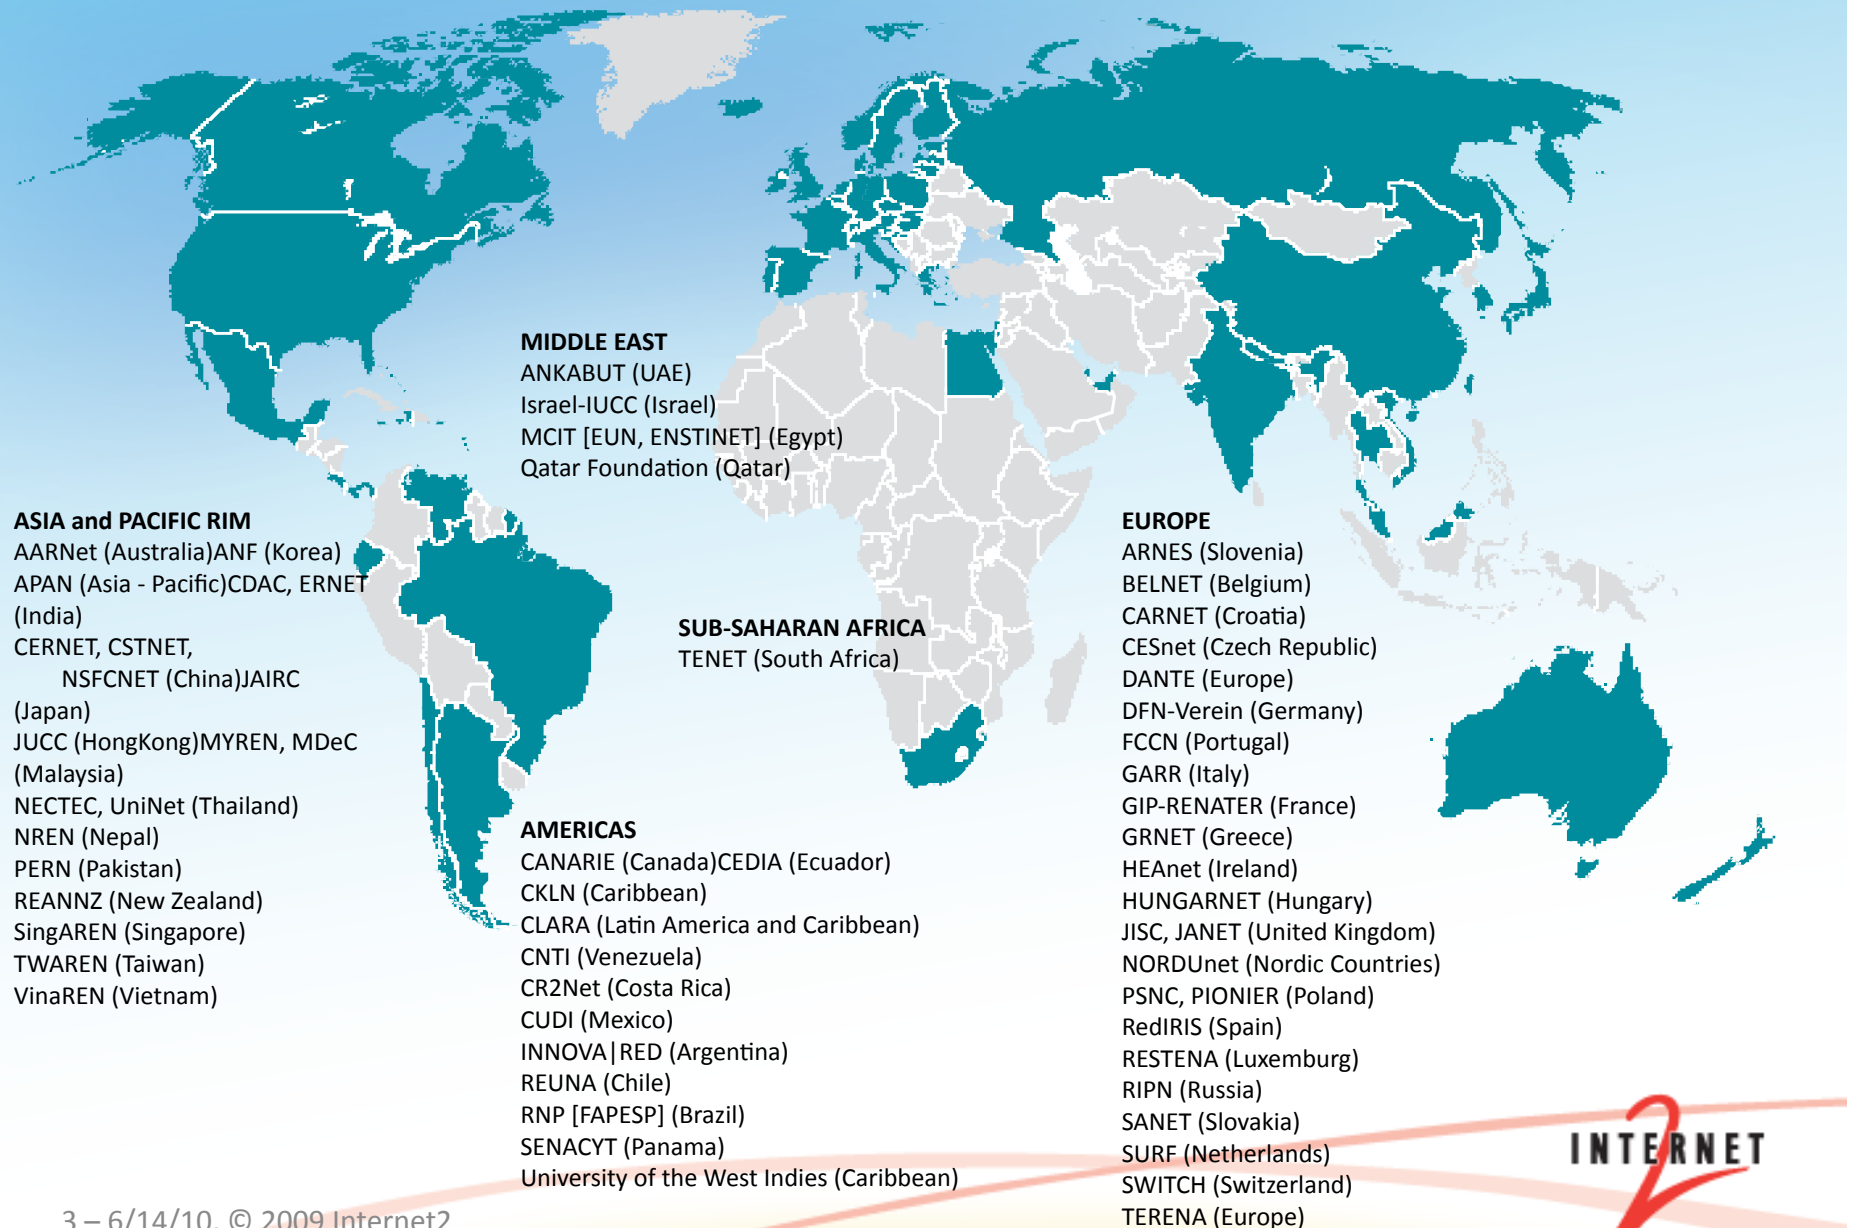 MIDDLE EAST
ANKABUT (UAE)
Israel-IUCC (Israel)
MCIT [EUN, ENSTINET] (Egypt)
Qatar Foundation (Qatar)
ASIA and PACIFIC RIM
AARNet (Australia)ANF (Korea)
APAN (Asia - Pacific)CDAC, ERNET
(India)
CERNET, CSTNET,
NSFCNET (China)JAIRC
(Japan)
JUCC (HongKong)MYREN, MDeC
(Malaysia)
NECTEC, UniNet (Thailand)
NREN (Nepal)
PERN (Pakistan)
REANNZ (New Zealand)
SingAREN (Singapore)
TWAREN (Taiwan)
VinaREN (Vietnam)
SUB-SAHARAN AFRICA
TENET (South Africa)
AMERICAS
CANARIE (Canada)CEDIA (Ecuador)
CKLN (Caribbean)
CLARA (Latin America and Caribbean)
CNTI (Venezuela)
CR2Net (Costa Rica)
CUDI (Mexico)
INNOVA|RED (Argentina)
REUNA (Chile)
RNP [FAPESP] (Brazil)
SENACYT (Panama)
University of the West Indies (Caribbean)
EUROPE
ARNES (Slovenia)
BELNET (Belgium)
CARNET (Croatia)
CESnet (Czech Republic)
DANTE (Europe)
DFN-Verein (Germany)
FCCN (Portugal)
GARR (Italy)
GIP-RENATER (France)
GRNET (Greece)
HEAnet (Ireland)
HUNGARNET (Hungary)
JISC, JANET (United Kingdom)
NORDUnet (Nordic Countries)
PSNC, PIONIER (Poland)
RedIRIS (Spain)
RESTENA (Luxemburg)
RIPN (Russia)
SANET (Slovakia)
SURF (Netherlands)
SWITCH (Switzerland)
TERENA (Europe)
INTERNET
2
3 – 6/14/10, © 2009 Internet2